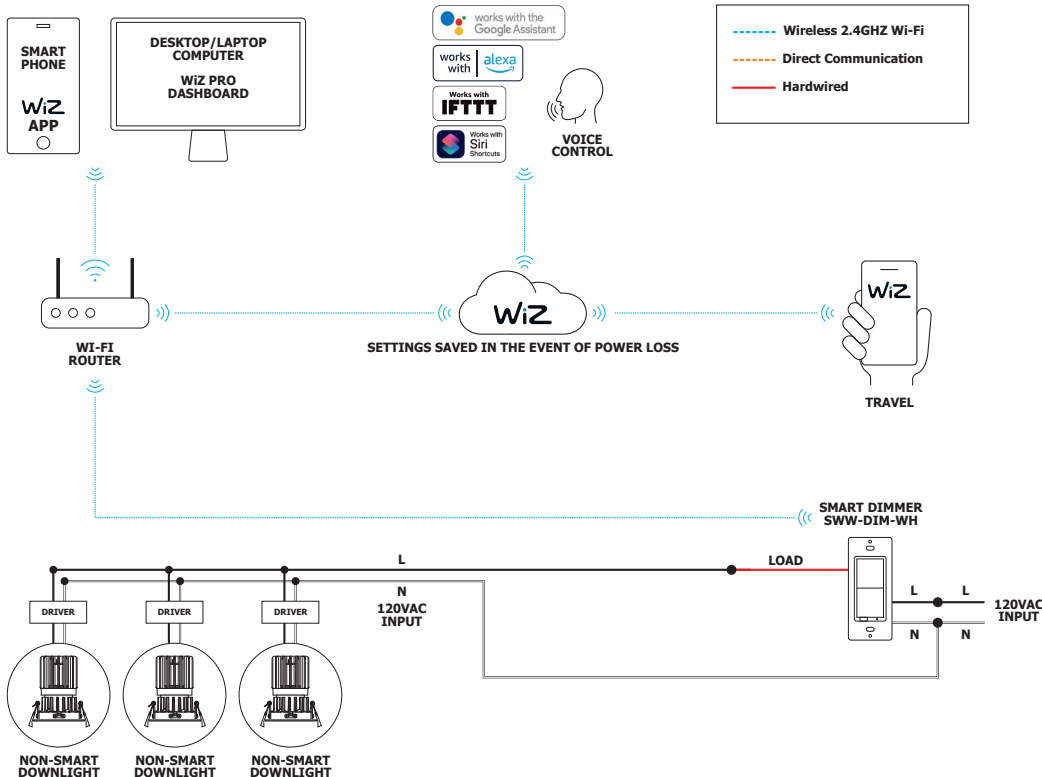 SMART
PHONE
WiZ
APP
DESKTOP/LAPTOP
COMPUTER
WiZ PRO
DASHBOARD
works with the
Google Assistant
works
with
alexa
Works with
IFTTT
Works with
Siri
Shortcuts
VOICE
CONTROL
Wireless 2.4GHZ Wi-Fi
Direct Communication
Hardwired
WI-FI
ROUTER
WiZ
SETTINGS SAVED IN THE EVENT OF POWER LOSS
WiZ
TRAVEL
SMART DIMMER
SWW-DIM-WH
L
LOAD
N
120VAC
INPUT
L L
120VAC
INPUT
N N
DRIVER
DRIVER
DRIVER
NON-SMART
DOWNLIGHT
NON-SMART
DOWNLIGHT
NON-SMART
DOWNLIGHT